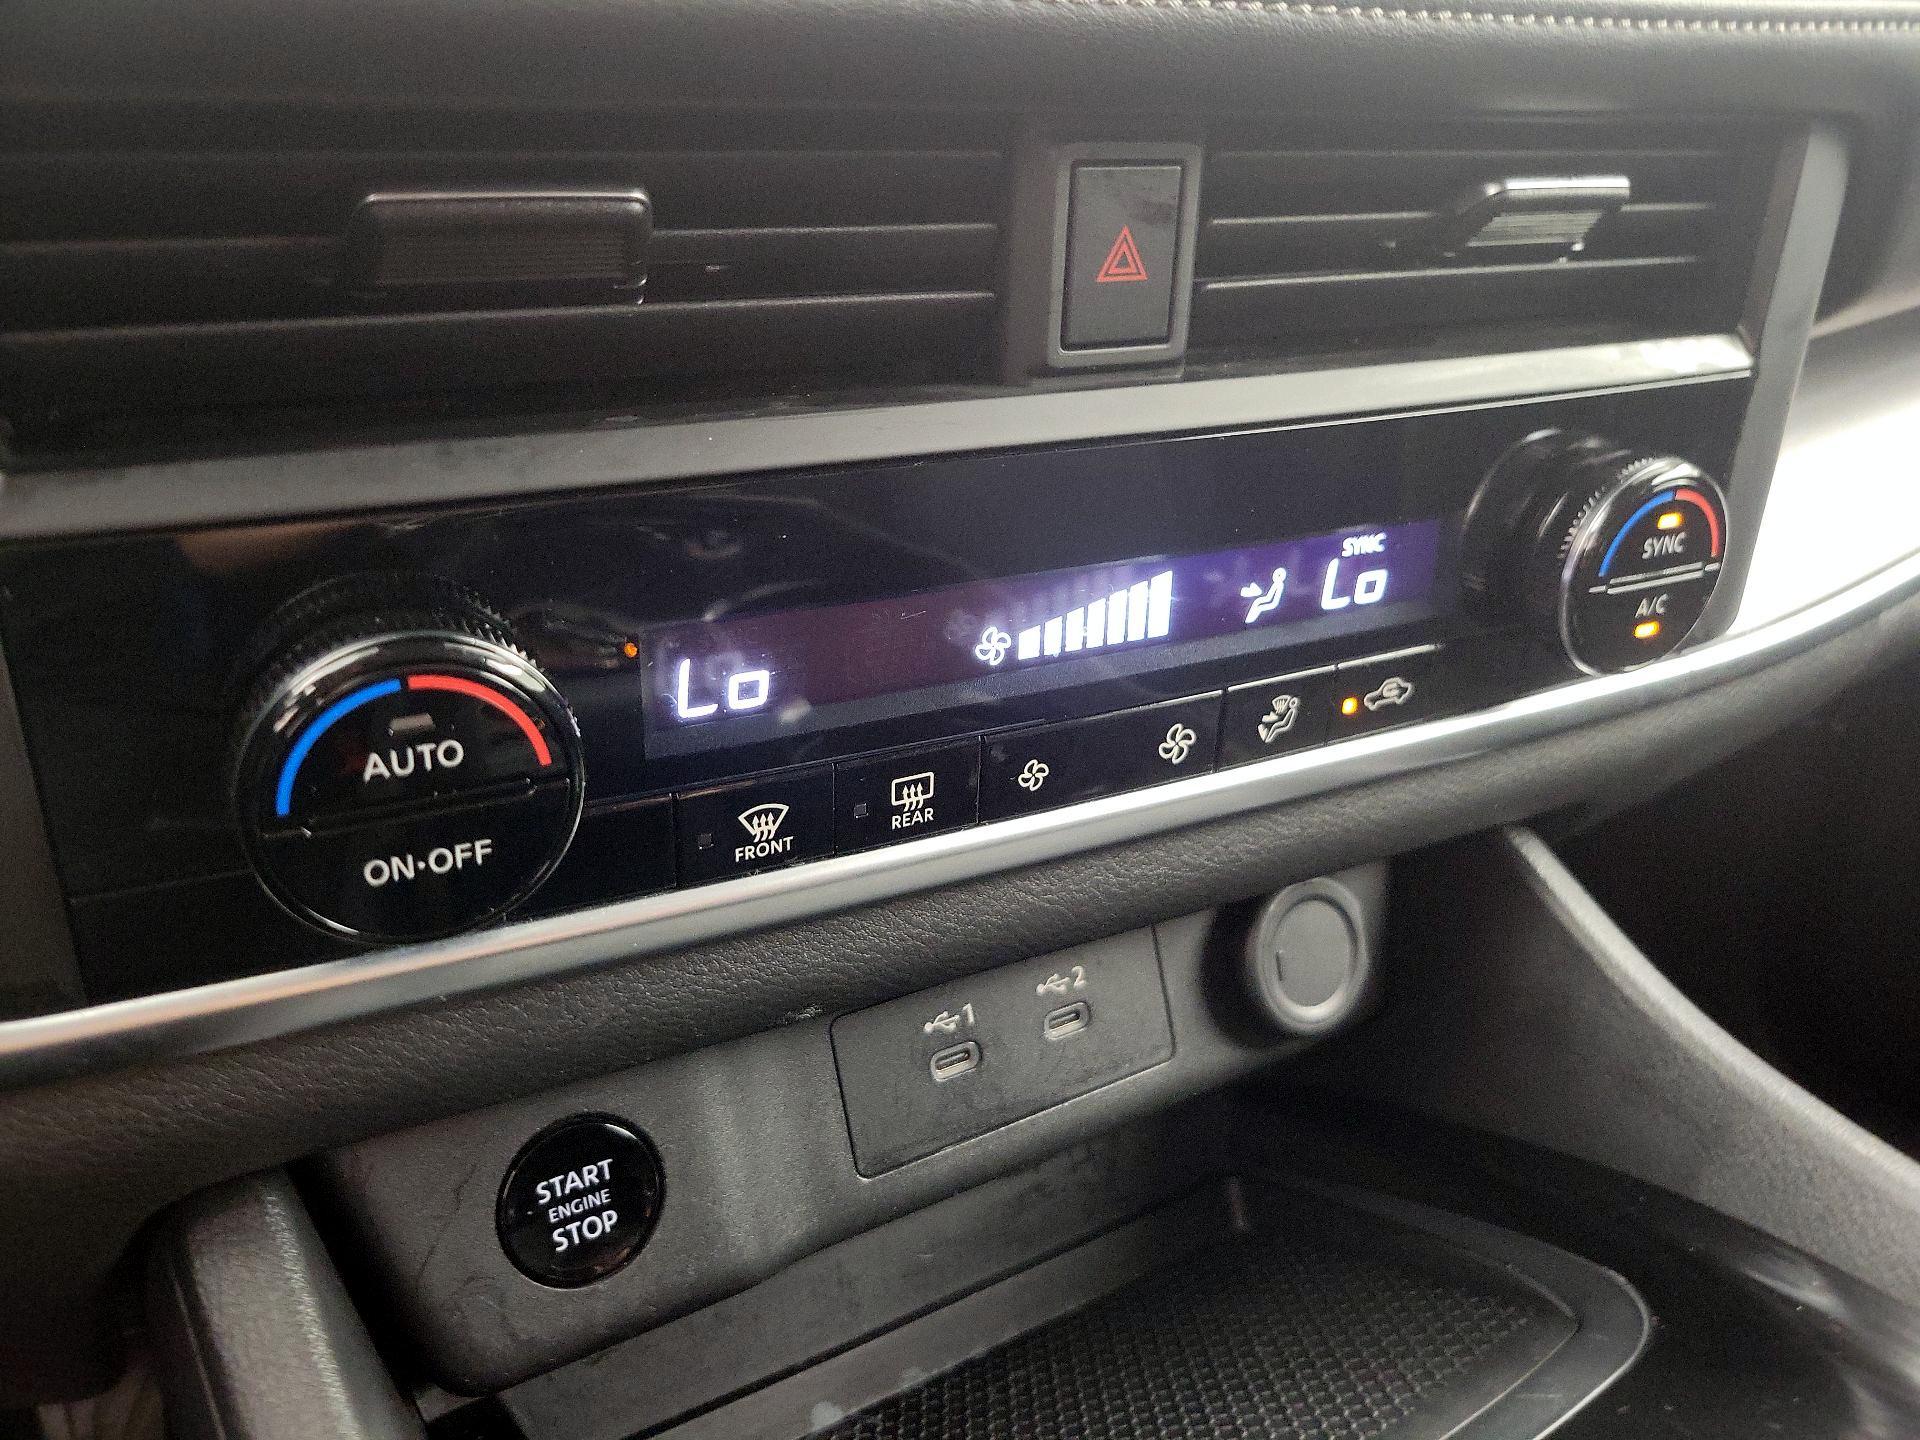 SYNC
Lo
Lo
SYNC
A/C
AUTO
ON•OFF
FRONT
REAR
1
2
START
ENGINE
STOP